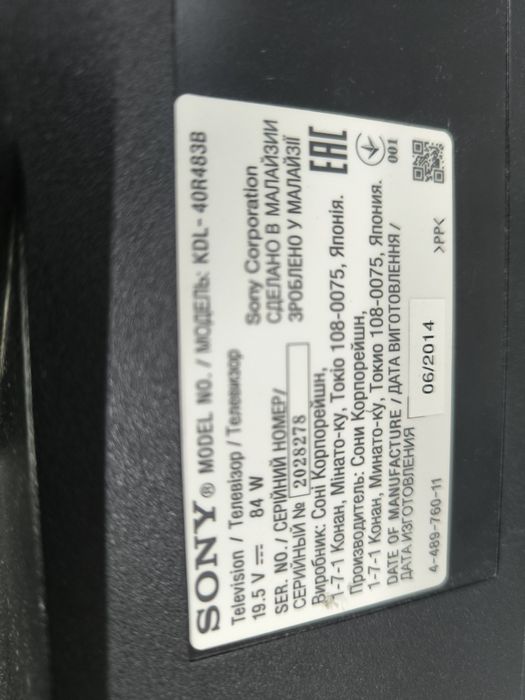 SONY ® MODEL NO. / МОДЕЛЬ: KDL-40R483B
Television / Телевізор / Телевизор
19.5 V ⎓ 84 W
Sony Corporation
СДЕЛАНО В МАЛАЙЗИИ
ЗРОБЛЕНО У МАЛАЙЗІЇ
SER. NO./ СЕРІЙНИЙ НОМЕР/
СЕРИЙНЫЙ № 2028278
EAC
001
Виробник: Соні Корпорейшн,
1-7-1 Конан, Мінато-ку, Токіо 108-0075, Японія.
Производитель: Сони Корпорейшн,
1-7-1 Конан, Минато-ку, Токио 108-0075, Япония.
DATE OF MANUFACTURE / ДАТА ВИГОТОВЛЕННЯ /
ДАТА ИЗГОТОВЛЕНИЯ 06/2014
4-489-760-11
>PP<